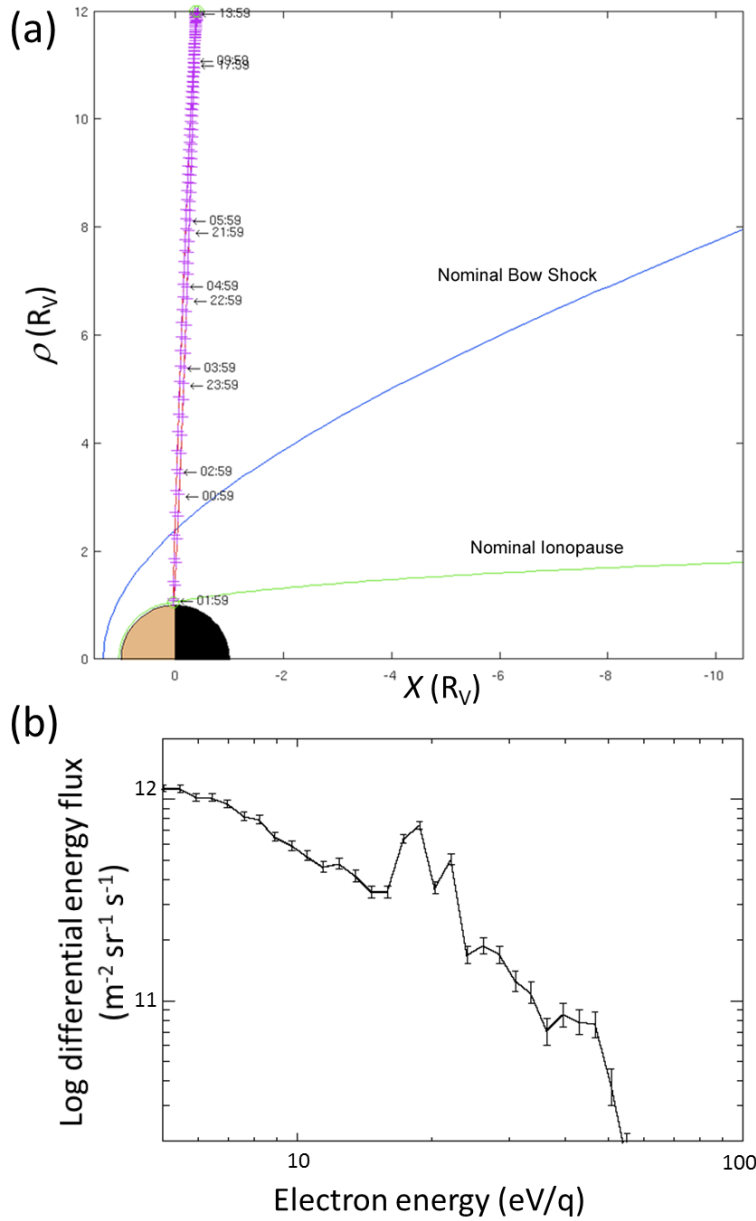 (a)
12
10
8
6
4
2
0
ρ (RV)
←13:59
←09:59
←17:59
←05:59
←21:59
←04:59
←22:59
←03:59
←23:59
←02:59
←00:59
←01:59
Nominal Bow Shock
Nominal Ionopause
0 -2 -4 -6 -8 -10
X (RV)
(b)
12
11
Log differential energy flux
(m-2 sr-1 s-1)
10 100
Electron energy (eV/q)